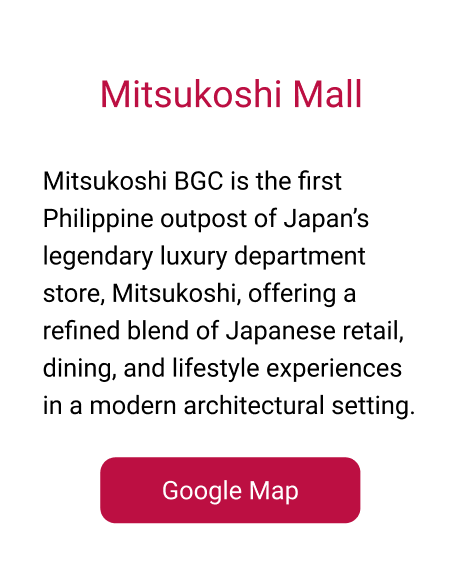 Mitsukoshi Mall
Mitsukoshi BGC is the first
Philippine outpost of Japan’s
legendary luxury department
store, Mitsukoshi, offering a
refined blend of Japanese retail,
dining, and lifestyle experiences
in a modern architectural setting.
Google Map